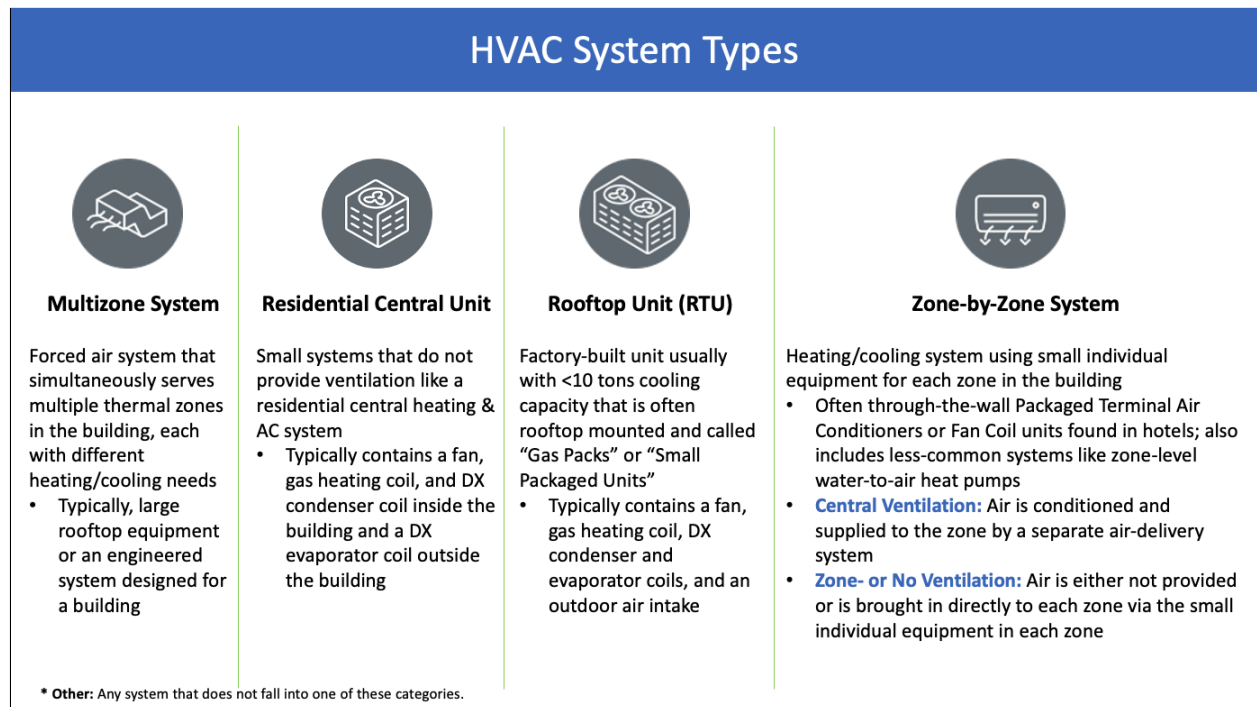 HVAC System Types
Multizone System
Forced air system that
simultaneously serves
multiple thermal zones
in the building, each
with different
heating/cooling needs
• Typically, large
rooftop equipment
or an engineered
system designed for
a building
Residential Central Unit
Small systems that do not
provide ventilation like a
residential central heating &
AC system
• Typically contains a fan,
gas heating coil, and DX
condenser coil inside the
building and a DX
evaporator coil outside
the building
Rooftop Unit (RTU)
Factory-built unit usually
with <10 tons cooling
capacity that is often
rooftop mounted and called
“Gas Packs” or “Small
Packaged Units”
• Typically contains a fan,
gas heating coil, DX
condenser and
evaporator coils, and an
outdoor air intake
Zone-by-Zone System
Heating/cooling system using small individual
equipment for each zone in the building
• Often through-the-wall Packaged Terminal Air
Conditioners or Fan Coil units found in hotels; also
includes less-common systems like zone-level
water-to-air heat pumps
• Central Ventilation: Air is conditioned and
supplied to the zone by a separate air-delivery
system
• Zone- or No Ventilation: Air is either not provided
or is brought in directly to each zone via the small
individual equipment in each zone
* Other: Any system that does not fall into one of these categories.